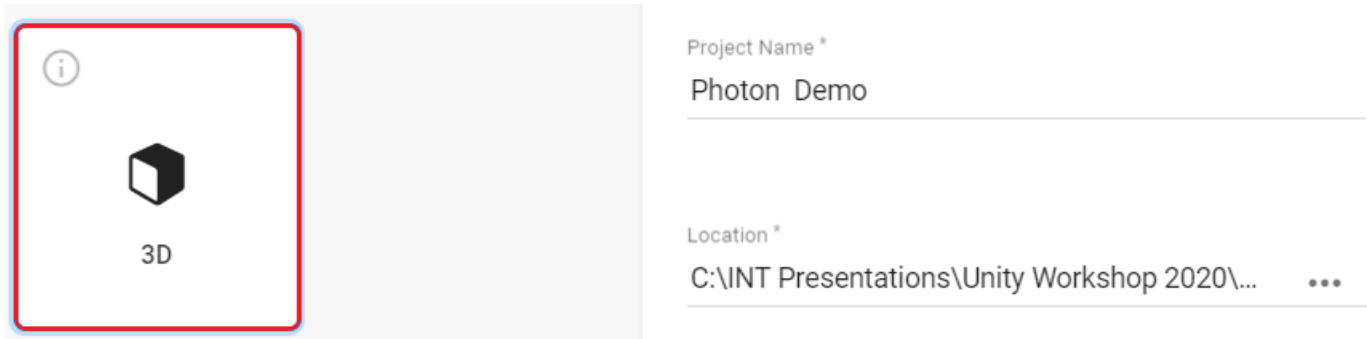 3D
Project Name *
Photon  Demo
Location *
C:\INT Presentations\Unity Workshop 2020\...